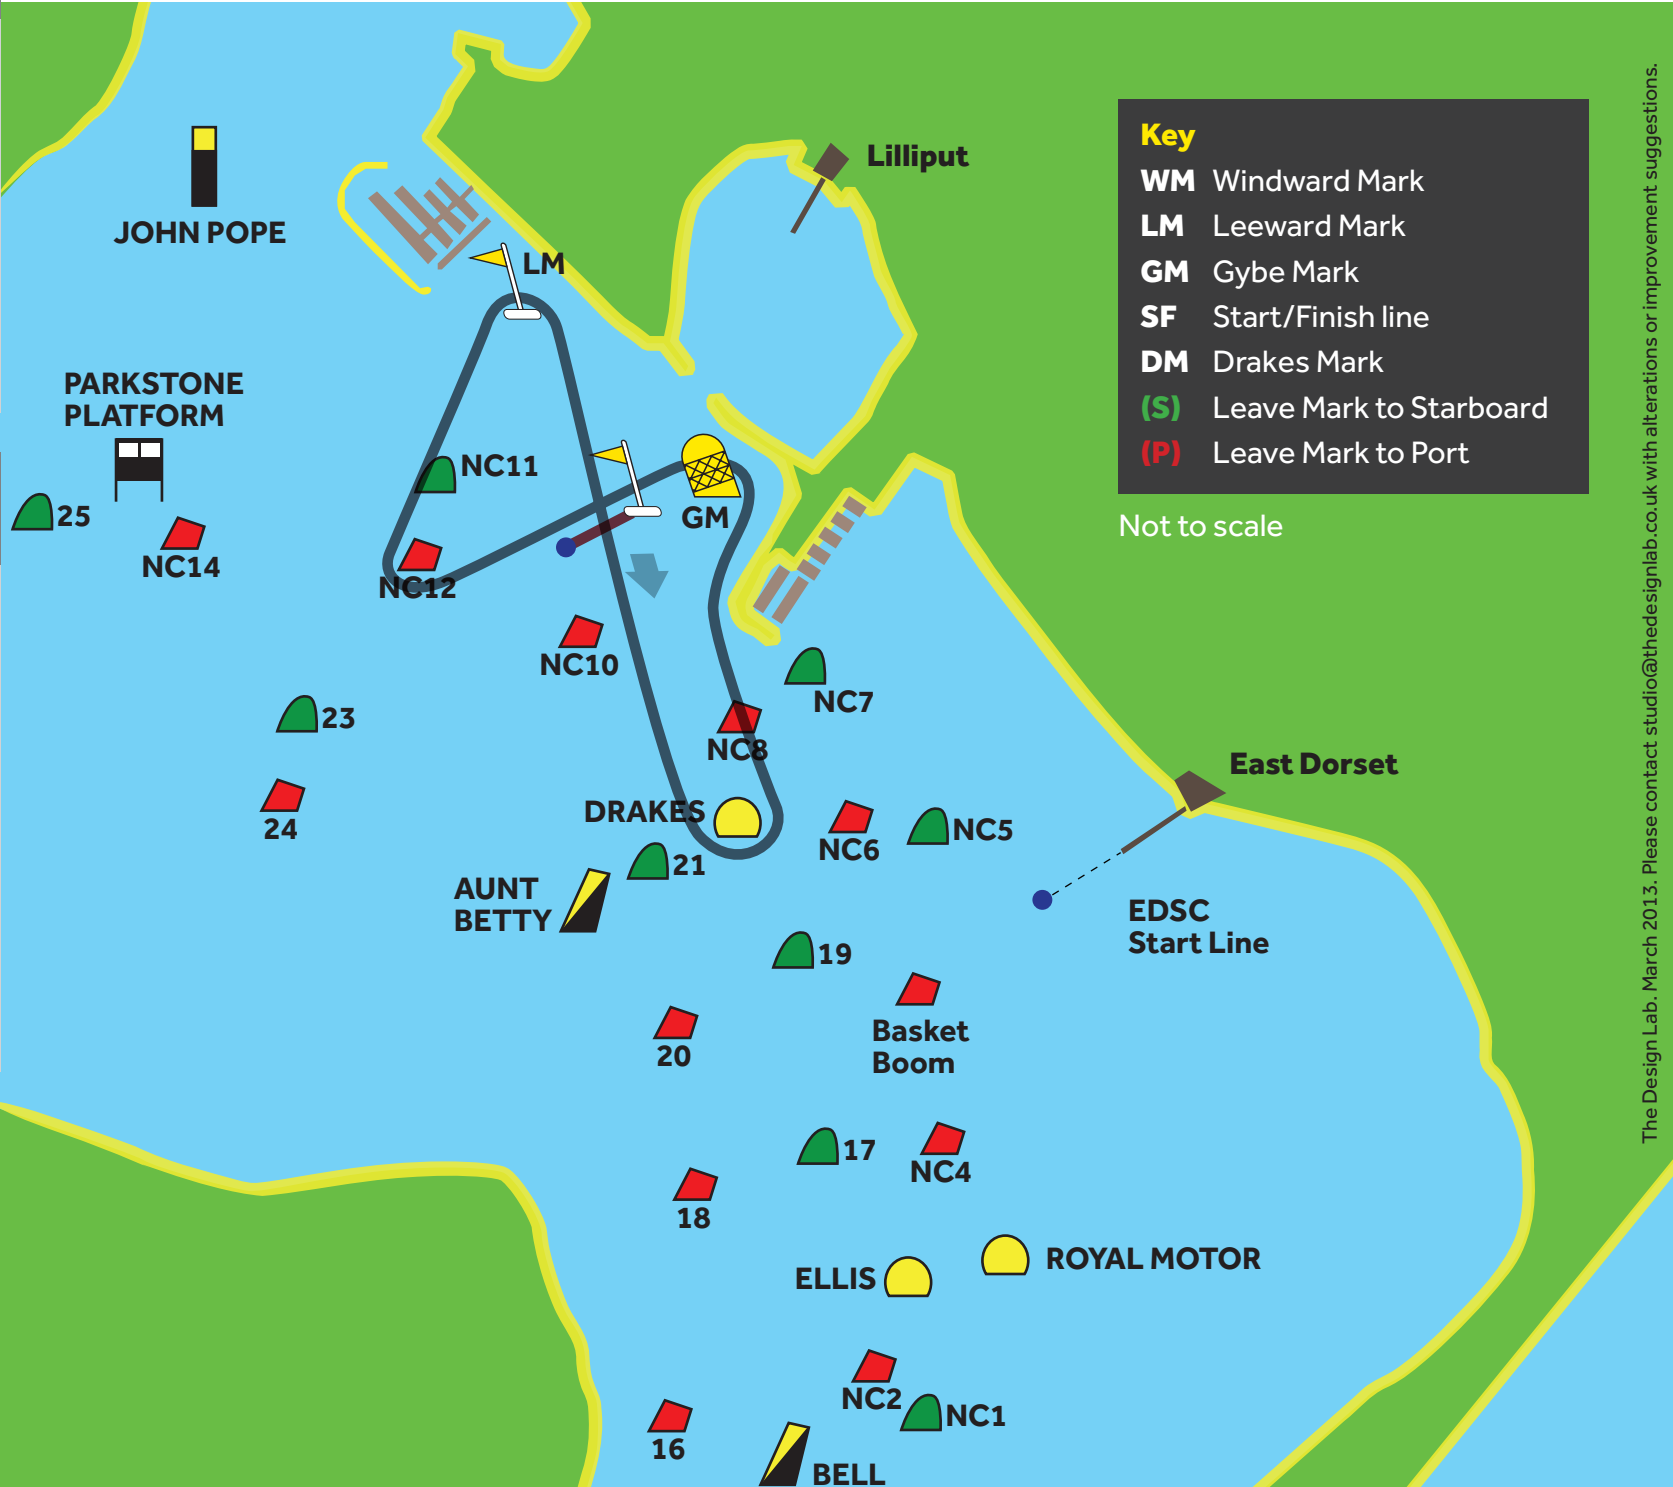 Lilliput
JOHN POPE
LM
Key
WM Windward Mark
LM Leeward Mark
GM Gybe Mark
SF Start/Finish line
DM Drakes Mark
(S) Leave Mark to Starboard
(P) Leave Mark to Port
Not to scale
The Design Lab. March 2013. Please contact studio@thedesignlab.co.uk with alterations or improvement suggestions.
PARKSTONE
PLATFORM
NC11
25
GM
NC14
NC12
NC10
NC7
23
NC8
East Dorset
DRAKES
24
NC6
NC5
21
AUNT
BETTY
EDSC
Start Line
19
Basket
Boom
20
17
NC4
18
ROYAL MOTOR
ELLIS
NC2
NC1
16
BELL